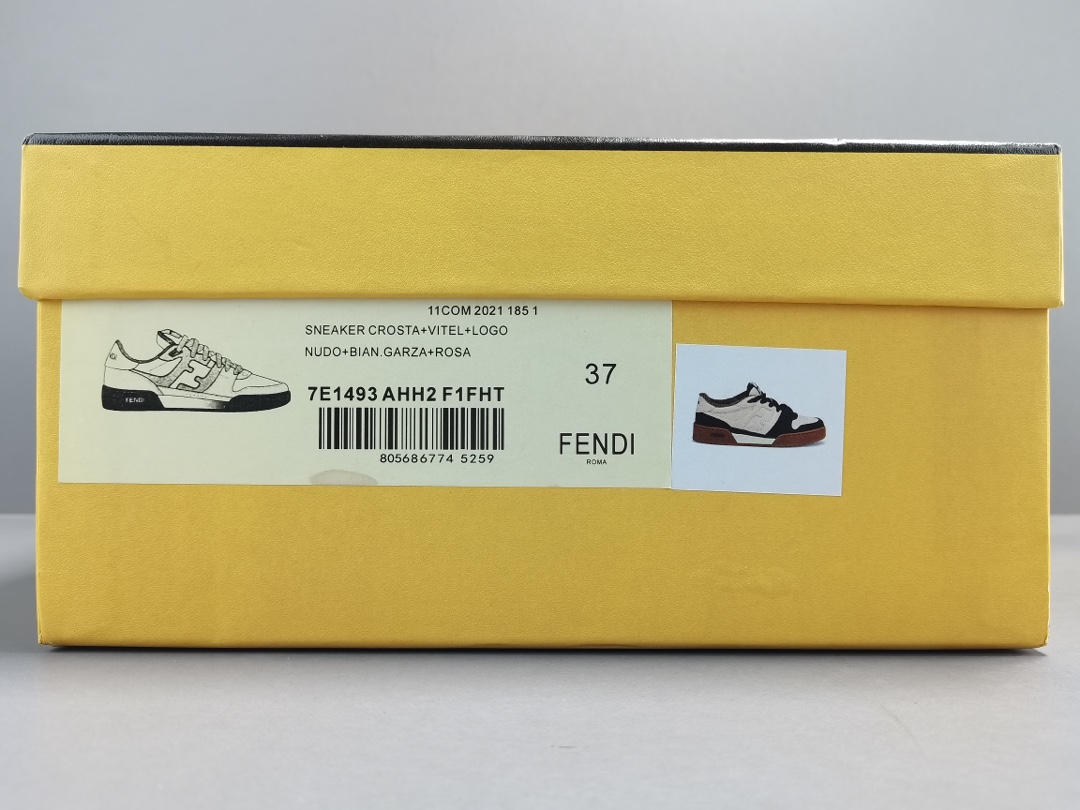 11COM 2021 185 1
SNEAKER CROSTA+VITEL+LOGO
NUDO+BIAN.GARZA+ROSA
7E1493 AHH2 F1FHT
805686774 5259
37
FENDI
ROMA
FENDI